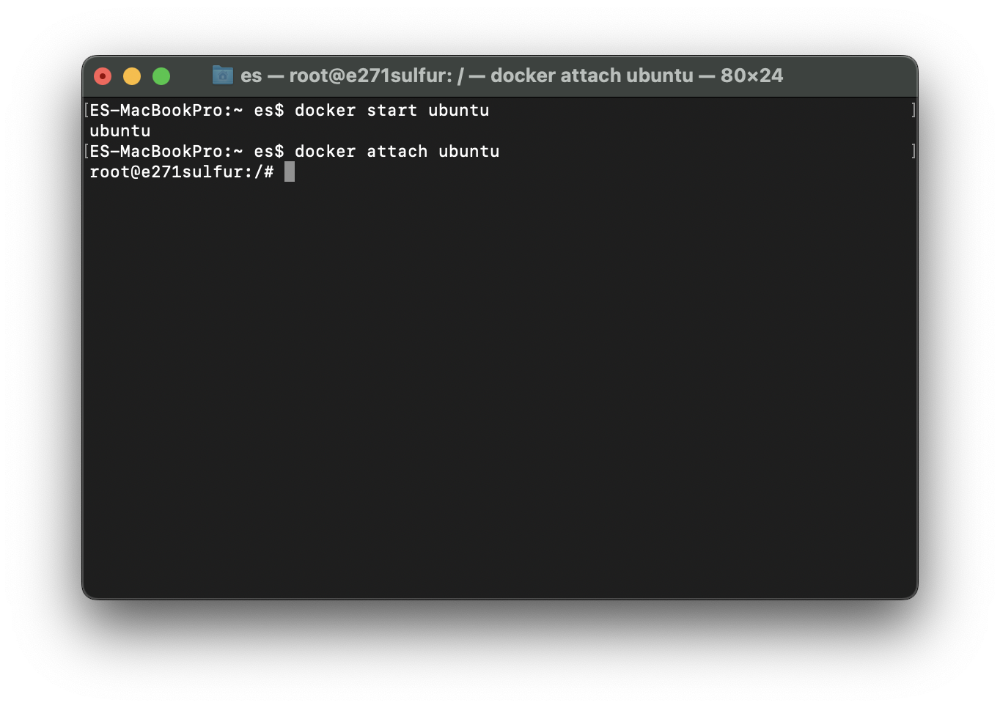 es — root@e271sulfur: / — docker attach ubuntu — 80×24
[ES-MacBookPro:~ es$ docker start ubuntu ]
ubuntu
[ES-MacBookPro:~ es$ docker attach ubuntu ]
root@e271sulfur:/#